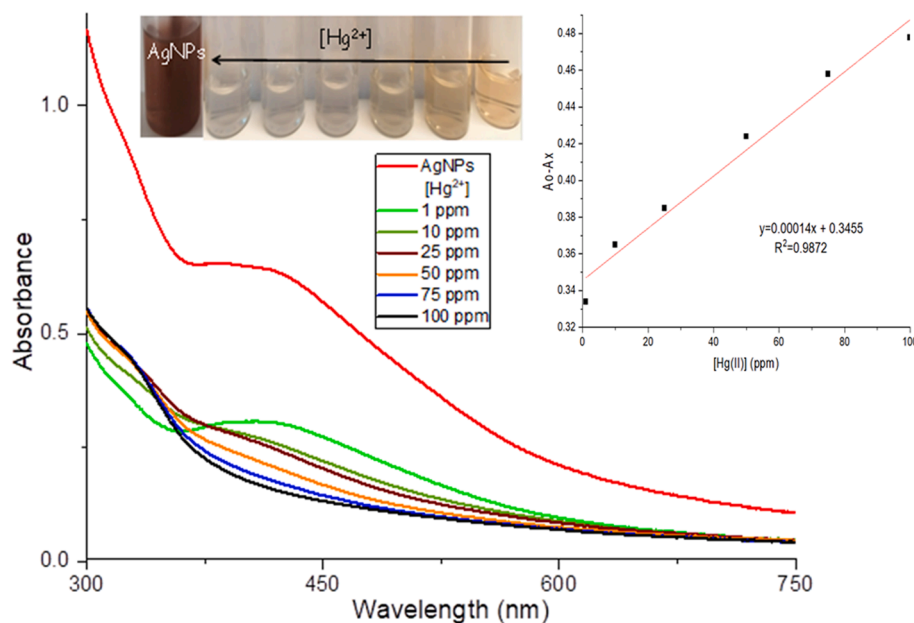 AgNPs
[Hg²⁺]
AgNPs
[Hg²⁺]
1 ppm
10 ppm
25 ppm
50 ppm
75 ppm
100 ppm
1.0
0.5
0.0
Absorbance
300
450
600
750
Wavelength (nm)
0.48
0.46
0.44
0.42
0.40
0.38
0.36
0.34
0.32
Ao-Ax
y=0.00014x + 0.3455
R²=0.9872
0
20
40
60
80
100
[Hg(II)] (ppm)